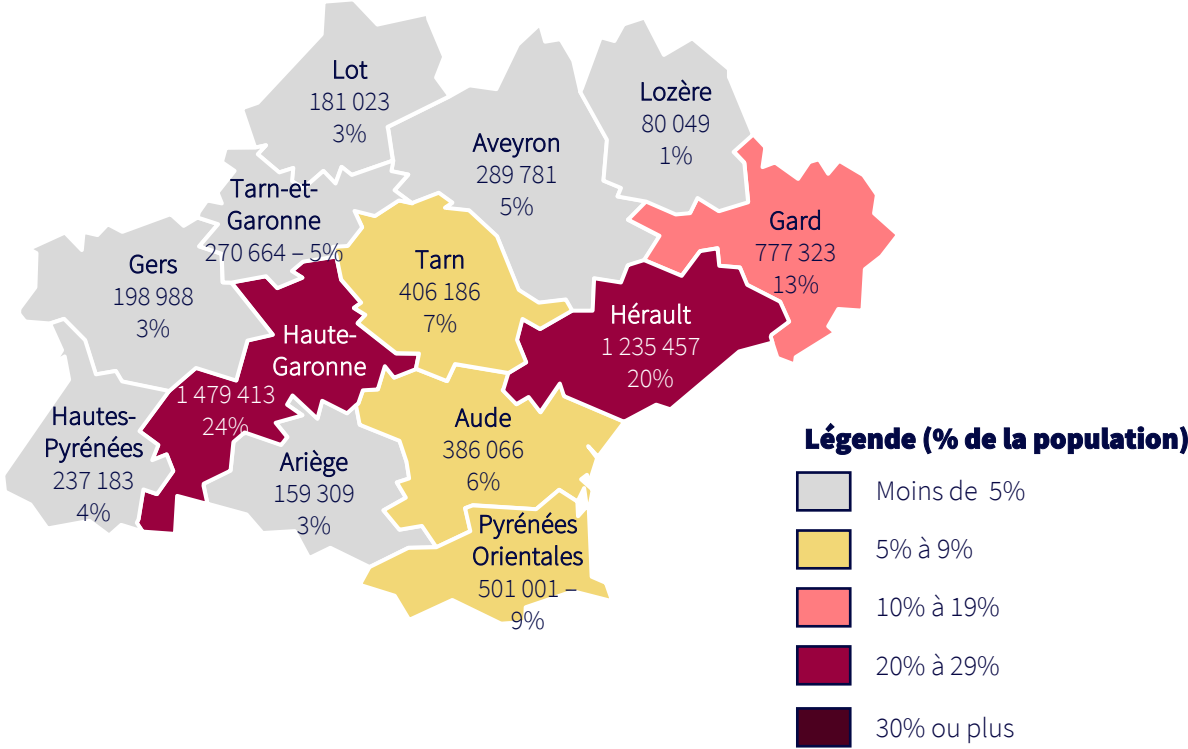 Lot
181 023
3%
Lozère
80 049
1%
Aveyron
289 781
5%
Tarn-et-
Garonne
270 664 – 5%
Gard
777 323
13%
Gers
198 988
3%
Tarn
406 186
7%
Hérault
1 235 457
20%
Haute-
Garonne
1 479 413
24%
Hautes-
Pyrénées
237 183
4%
Ariège
159 309
3%
Aude
386 066
6%
Pyrénées
Orientales
501 001 –
9%
Légende (% de la population)
Moins de  5%
5% à 9%
10% à 19%
20% à 29%
30% ou plus